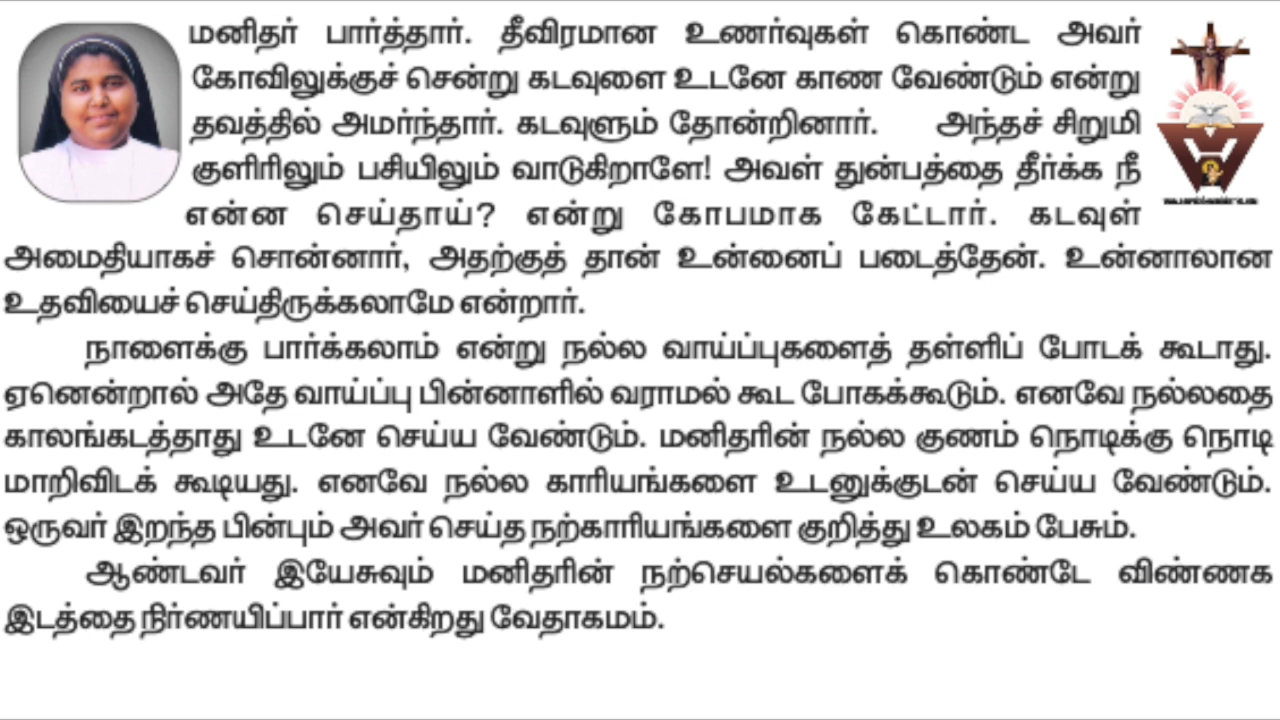 மனிதர் பார்த்தார். தீவிரமான உணர்வுகள் கொண்ட அவர்
கோவிலுக்குச் சென்று கடவுளை உடனே காண வேண்டும் என்று
தவத்தில் அமர்ந்தார். கடவுளும் தோன்றினார். அந்தச் சிறுமி
குளிரிலும் பசியிலும் வாடுகிறாளே! அவள் துன்பத்தை தீர்க்க நீ
என்ன செய்தாய்? என்று கோபமாக கேட்டார். கடவுள்
அமைதியாகச் சொன்னார், அதற்குத் தான் உன்னைப் படைத்தேன். உன்னாலான
உதவியைச் செய்திருக்கலாமே என்றார்.
நாளைக்கு பார்க்கலாம் என்று நல்ல வாய்ப்புகளைத் தள்ளிப் போடக் கூடாது.
ஏனென்றால் அதே வாய்ப்பு பின்னாளில் வராமல் கூட போகக்கூடும். எனவே நல்லதை
காலங்கடத்தாது உடனே செய்ய வேண்டும். மனிதரின் நல்ல குணம் நொடிக்கு நொடி
மாறிவிடக் கூடியது. எனவே நல்ல காரியங்களை உடனுக்குடன் செய்ய வேண்டும்.
ஒருவர் இறந்த பின்பும் அவர் செய்த நற்காரியங்களை குறித்து உலகம் பேசும்.
ஆண்டவர் இயேசுவும் மனிதரின் நற்செயல்களைக் கொண்டே விண்ணக
இடத்தை நிர்ணயிப்பார் என்கிறது வேதாகமம்.